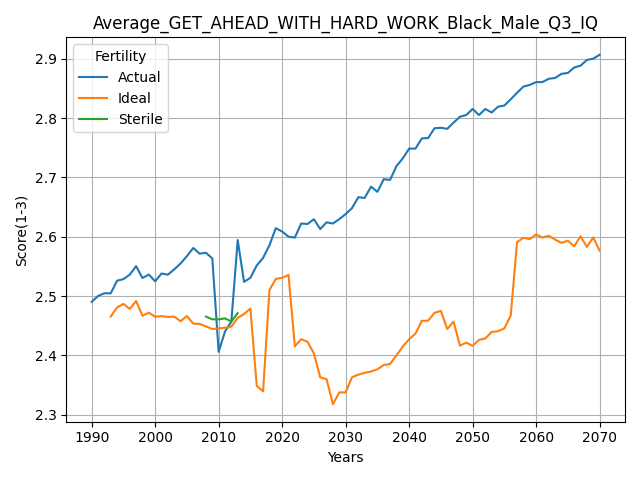 Average_GET_AHEAD_WITH_HARD_WORK_Black_Male_Q3_IQ
Fertility
Actual
Ideal
Sterile
Score(1-3)
2.9
2.8
2.7
2.6
2.5
2.4
2.3
1990 2000 2010 2020 2030 2040 2050 2060 2070
Years